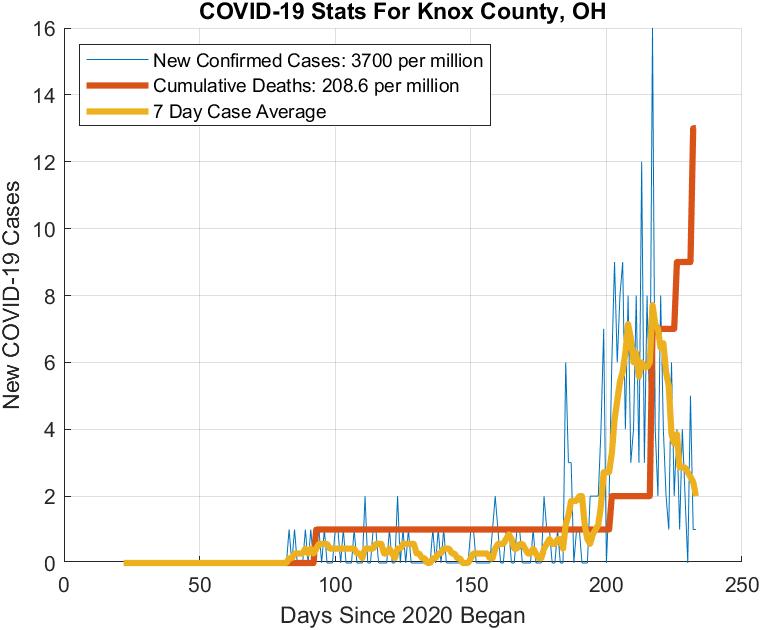 COVID-19 Stats For Knox County, OH
New Confirmed Cases: 3700 per million
Cumulative Deaths: 208.6 per million
7 Day Case Average
New COVID-19 Cases
16
14
12
10
8
6
4
2
0
0 50 100 150 200 250
Days Since 2020 Began